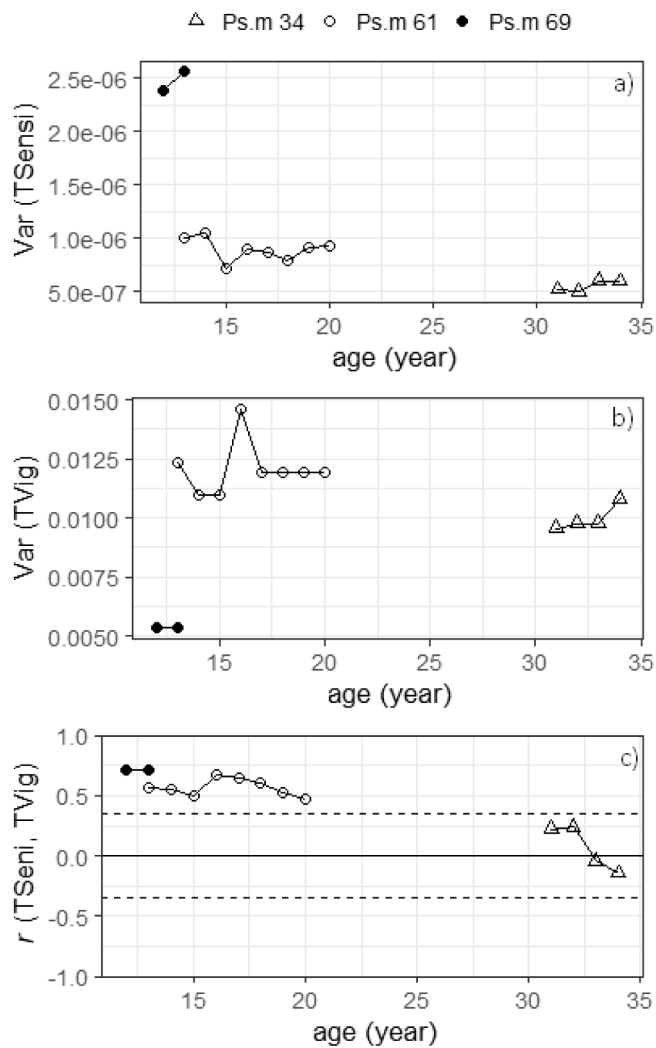 Ps.m 34 Ps.m 61 Ps.m 69
a)
Var (TSensi)
2.5e-06
2.0e-06
1.5e-06
1.0e-06
5.0e-07
15 20 25 30 35
age (year)
b)
Var (TVig)
0.0150
0.0125
0.0100
0.0075
0.0050
15 20 25 30 35
age (year)
c)
r (TSeni, TVig)
1.0
0.5
0.0
-0.5
-1.0
15 20 25 30 35
age (year)